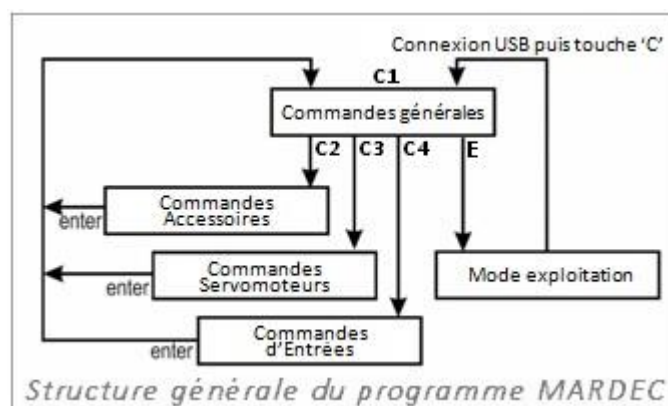 Connexion USB puis touche ‘C’
C1
Commandes générales
C2
C3
C4
E
Commandes
Accessoires
enter
Commandes
Servomoteurs
enter
Mode exploitation
Commandes
d’Entrées
enter
Structure générale du programme MARDEC